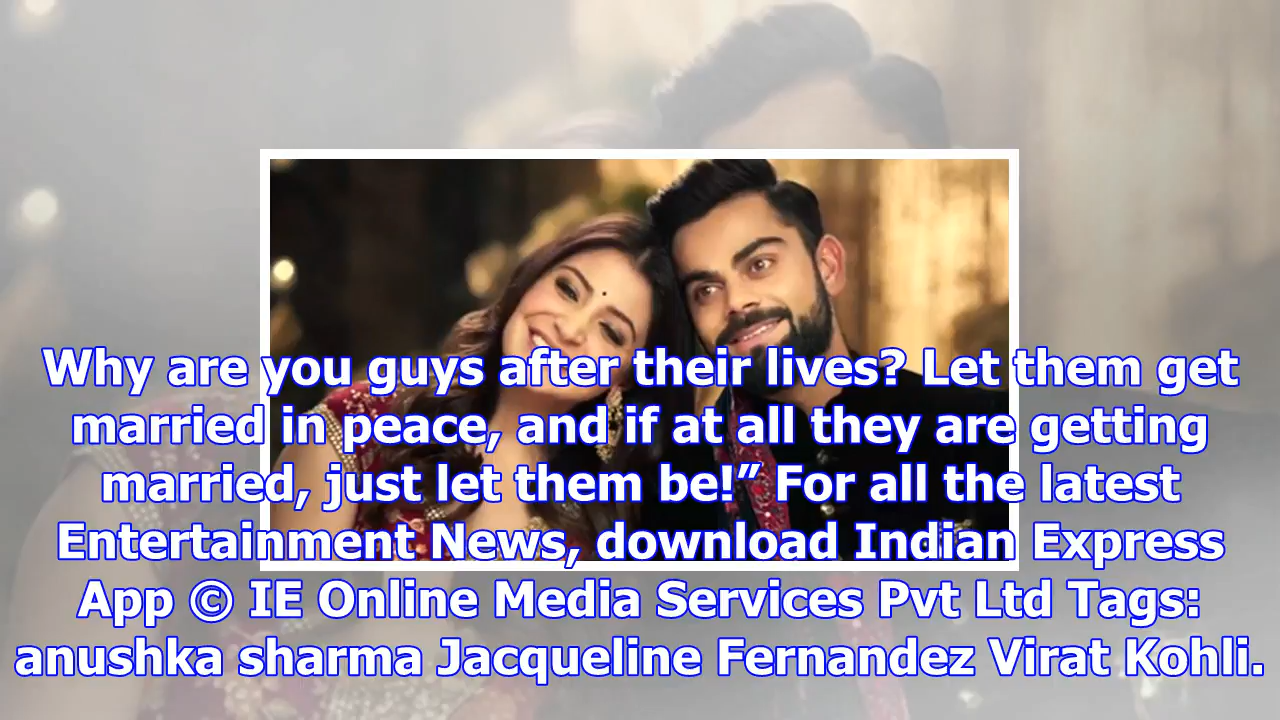 Why are you guys after their lives? Let them get
married in peace, and if at all they are getting
married, just let them be!” For all the latest
Entertainment News, download Indian Express
App © IE Online Media Services Pvt Ltd Tags:
anushka sharma Jacqueline Fernandez Virat Kohli.